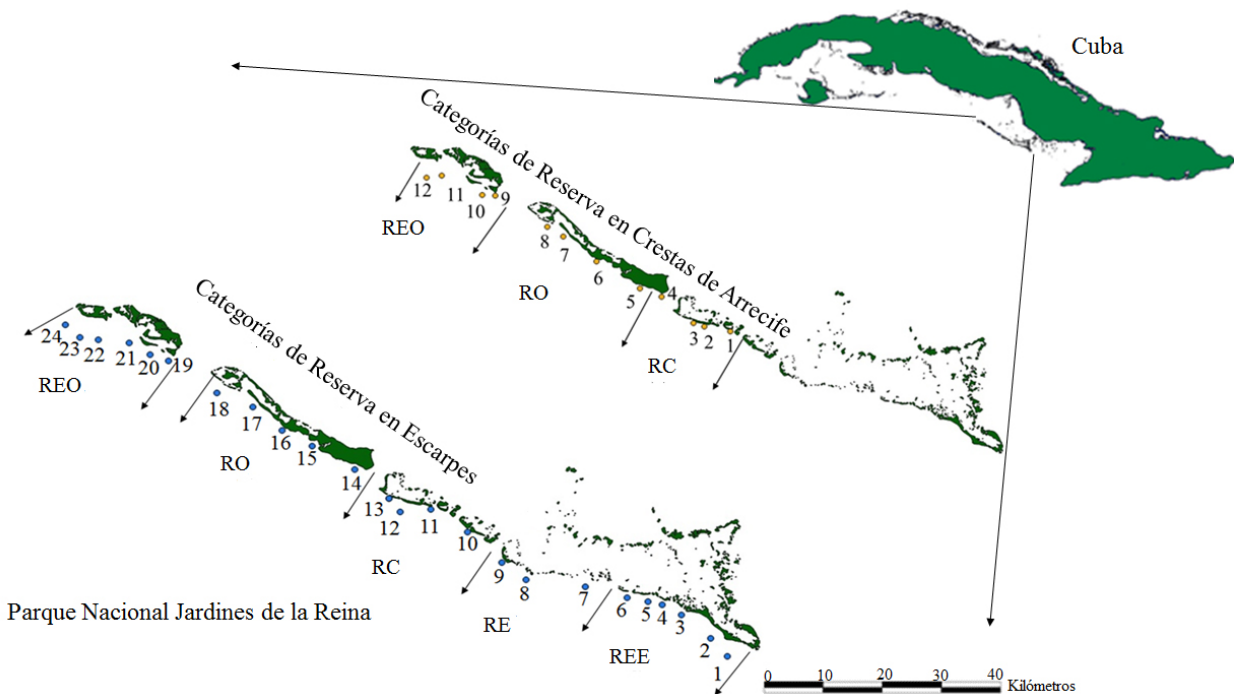 Cuba
Categorías de Reserva en Crestas de Arrecife
12
11
10
9
REO
8
7
6
5
4
RO
3
2
1
RC
Categorías de Reserva en Escarpes
24
23
22
21
20
19
REO
18
17
16
15
14
RO
13
12
11
10
RC
9
8
7
RE
6
5
4
3
2
1
REE
Parque Nacional Jardines de la Reina
0 10 20 30 40
Kilómetros